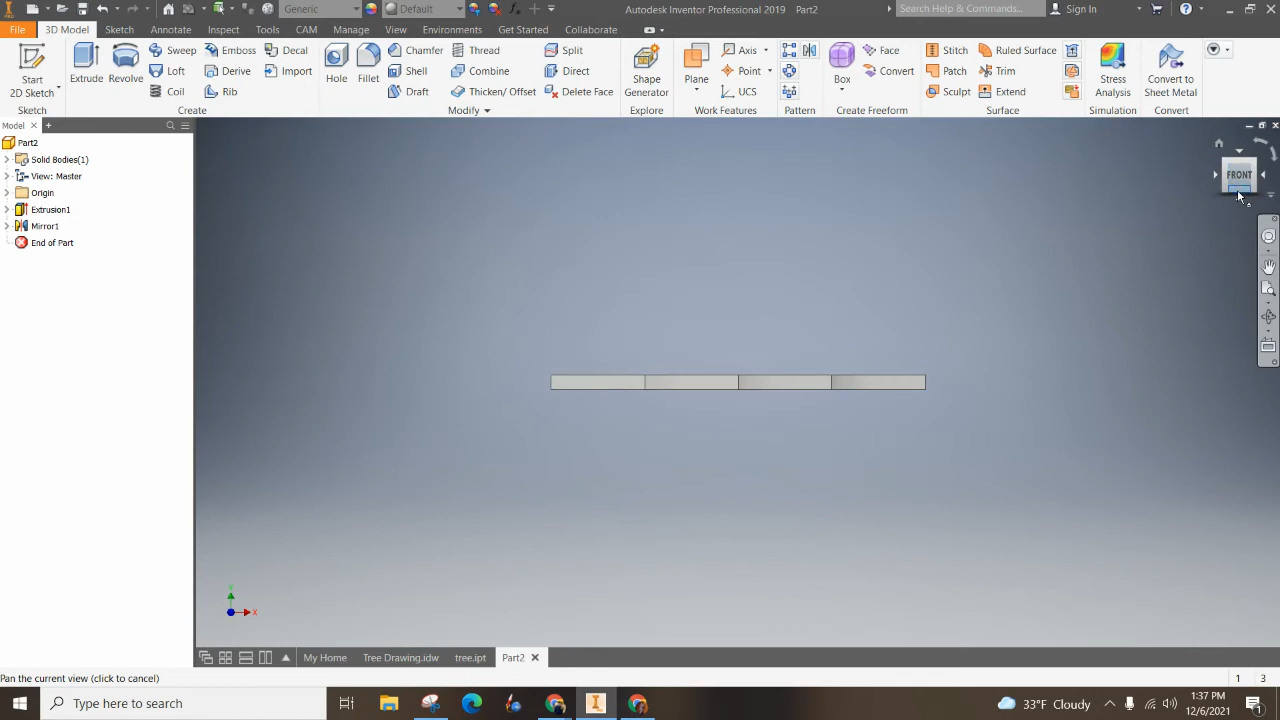 Generic
Default
Autodesk Inventor Professional 2019 Part2
Search Help & Commands...
Sign In
PRO
File
3D Model
Sketch
Annotate
Inspect
Tools
CAM
Manage
View
Environments
Get Started
Collaborate
Start
2D Sketch
Extrude
Revolve
Sweep
Loft
Coil
Emboss
Derive
Rib
Decal
Import
Hole
Fillet
Chamfer
Shell
Draft
Thread
Combine
Thicken/ Offset
Split
Direct
Delete Face
Shape
Generator
Plane
Axis
Point
UCS
Box
Face
Convert
Stitch
Patch
Sculpt
Ruled Surface
Trim
Extend
Stress
Analysis
Convert to
Sheet Metal
Sketch
Create
Modify
Explore
Work Features
Pattern
Create Freeform
Surface
Simulation
Convert
Model
Part2
Solid Bodies(1)
View: Master
Origin
Extrusion1
Mirror1
End of Part
FRONT
Y
X
My Home
Tree Drawing.idw
tree.ipt
Part2
Pan the current view (click to cancel)
1
3
Type here to search
33°F Cloudy
1:37 PM
12/6/2021
1